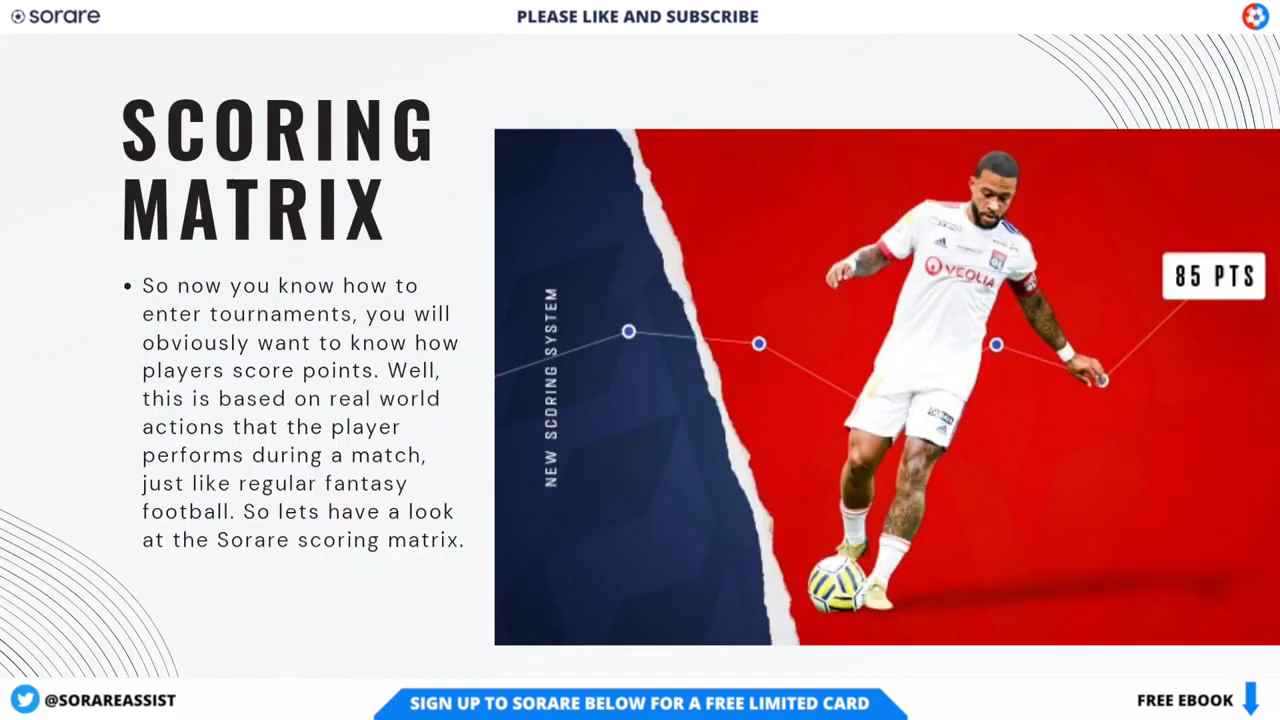 sorare
PLEASE LIKE AND SUBSCRIBE
SCORING
MATRIX
• So now you know how to
enter tournaments, you will
obviously want to know how
players score points. Well,
this is based on real world
actions that the player
performs during a match,
just like regular fantasy
football. So lets have a look
at the Sorare scoring matrix.
NEW SCORING SYSTEM
VEOLIA
85 PTS
@SORAREASSIST
SIGN UP TO SORARE BELOW FOR A FREE LIMITED CARD
FREE EBOOK